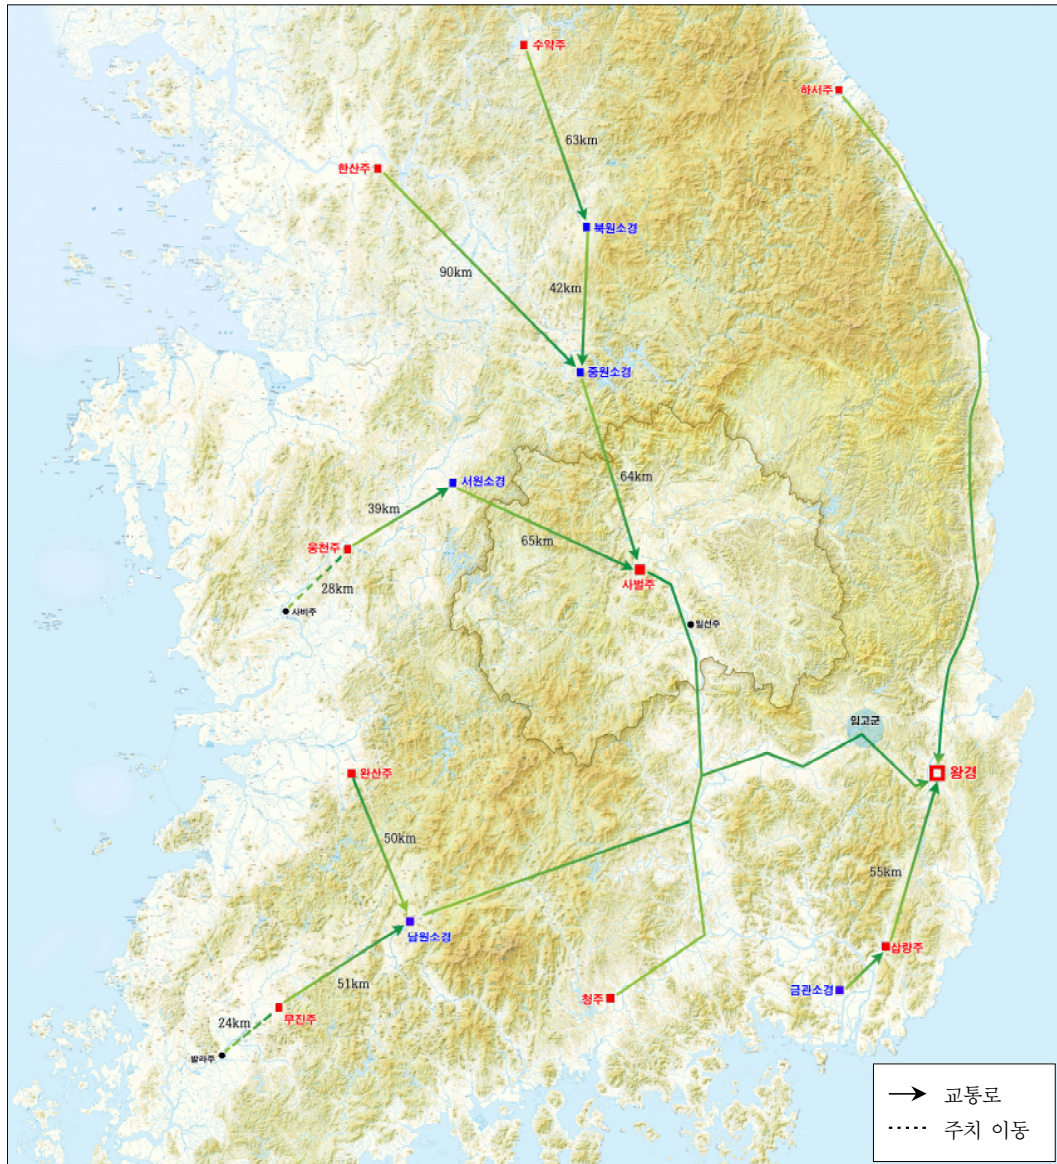 수약주
하서주
63km
한산주
북원소경
90km
42km
중원소경
64km
서원소경
39km
65km
웅천주
사벌주
28km
사비주
일선주
임고군
완산주
왕경
50km
55km
남원소경
삽량주
51km
금관소경
청주
24km
무진주
발라주
교통로
주치 이동